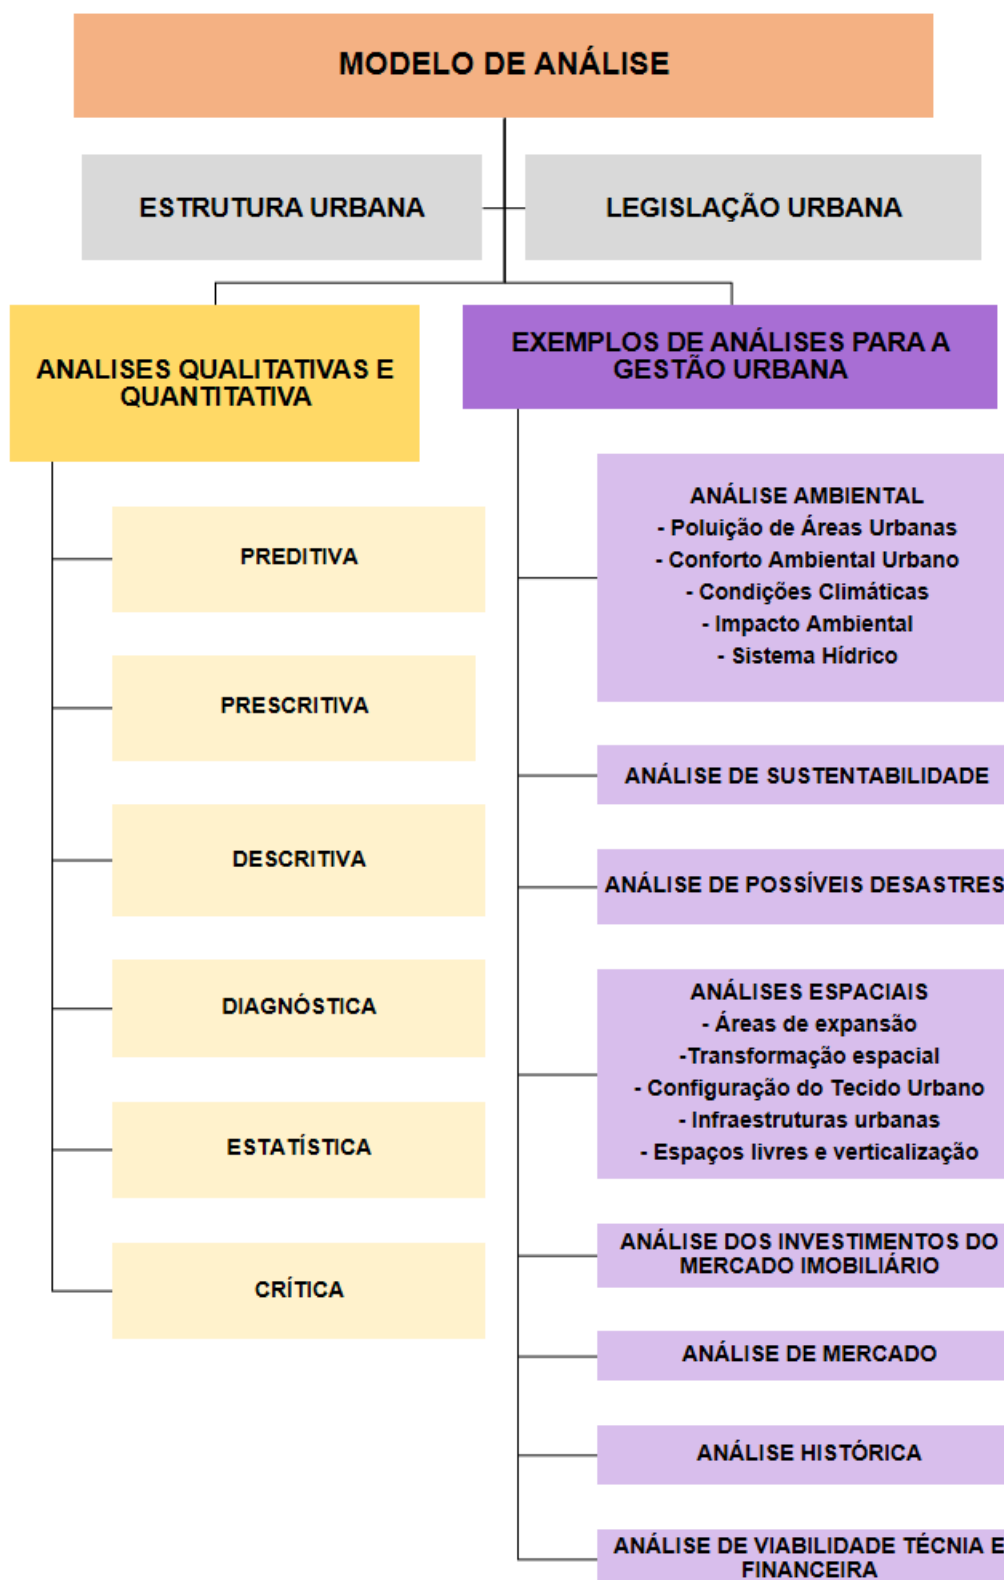 MODELO DE ANÁLISE
ESTRUTURA URBANA
LEGISLAÇÃO URBANA
ANALISES QUALITATIVAS E
QUANTITATIVA
PREDITIVA
PRESCRITIVA
DESCRITIVA
DIAGNÓSTICA
ESTATÍSTICA
CRÍTICA
EXEMPLOS DE ANÁLISES PARA A
GESTÃO URBANA
ANÁLISE AMBIENTAL
- Poluição de Áreas Urbanas
- Conforto Ambiental Urbano
- Condições Climáticas
- Impacto Ambiental
- Sistema Hídrico
ANÁLISE DE SUSTENTABILIDADE
ANÁLISE DE POSSÍVEIS DESASTRES
ANÁLISES ESPACIAIS
- Áreas de expansão
-Transformação espacial
- Configuração do Tecido Urbano
- Infraestruturas urbanas
- Espaços livres e verticalização
ANÁLISE DOS INVESTIMENTOS DO
MERCADO IMOBILIÁRIO
ANÁLISE DE MERCADO
ANÁLISE HISTÓRICA
ANÁLISE DE VIABILIDADE TÉCNIA E
FINANCEIRA